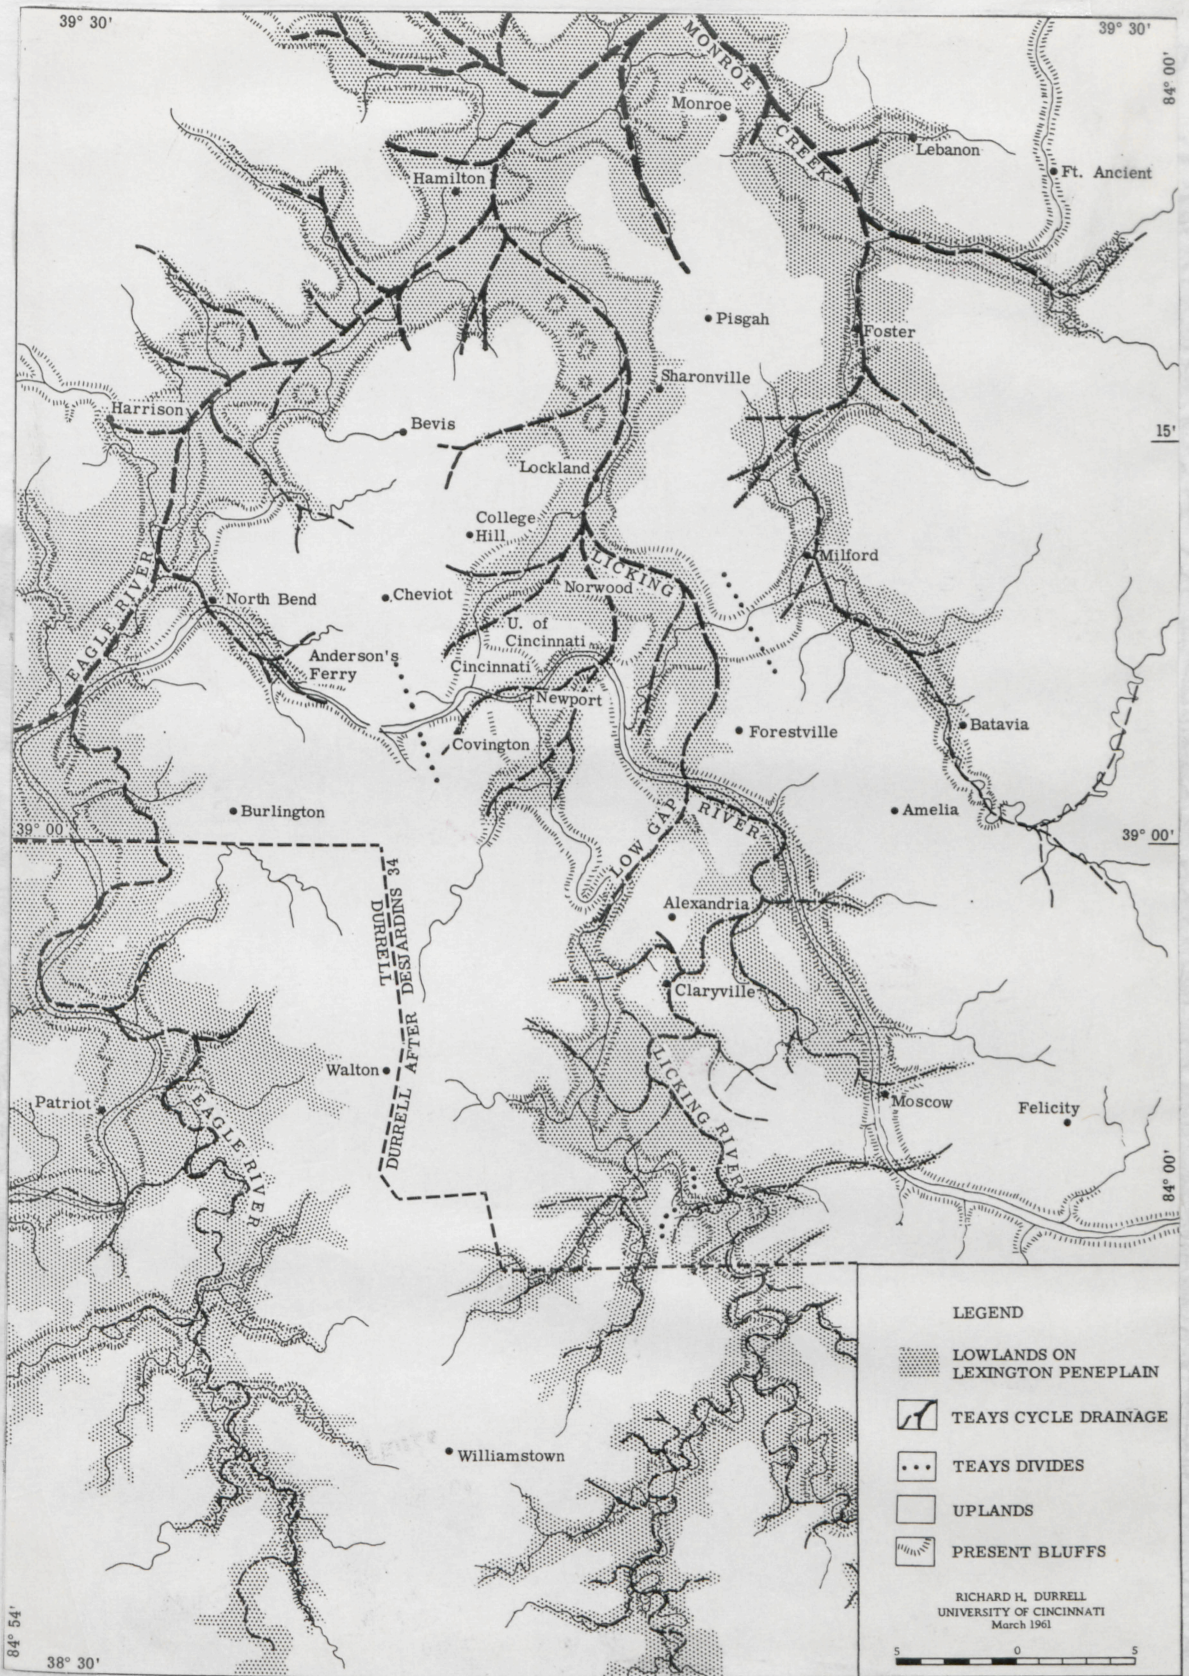 39° 30'
39° 30'
84° 00'
MONROE
CREEK
Monroe
Lebanon
Ft. Ancient
Hamilton
Pisgah
Foster
Sharonville
Harrison
Bevis
15'
Lockland
College
Hill
Milford
LICKING
RIVER
EAGLE RIVER
North Bend
Cheviot
Norwood
U. of
Cincinnati
Anderson's
Ferry
Cincinnati
Newport
Covington
Forestville
Batavia
Burlington
Amelia
39° 00'
39° 00'
LOW GAP
DURRELL
DURRELL AFTER DESJARDINS 34
Alexandria
Claryville
Walton
LICKING RIVER
Patriot
EAGLE RIVER
Moscow
Felicity
84° 00'
Williamstown
LEGEND
LOWLANDS ON
LEXINGTON PENEPLAIN
TEAYS CYCLE DRAINAGE
TEAYS DIVIDES
UPLANDS
PRESENT BLUFFS
RICHARD H. DURRELL
UNIVERSITY OF CINCINNATI
March 1961
5 0 5
84° 54'
38° 30'